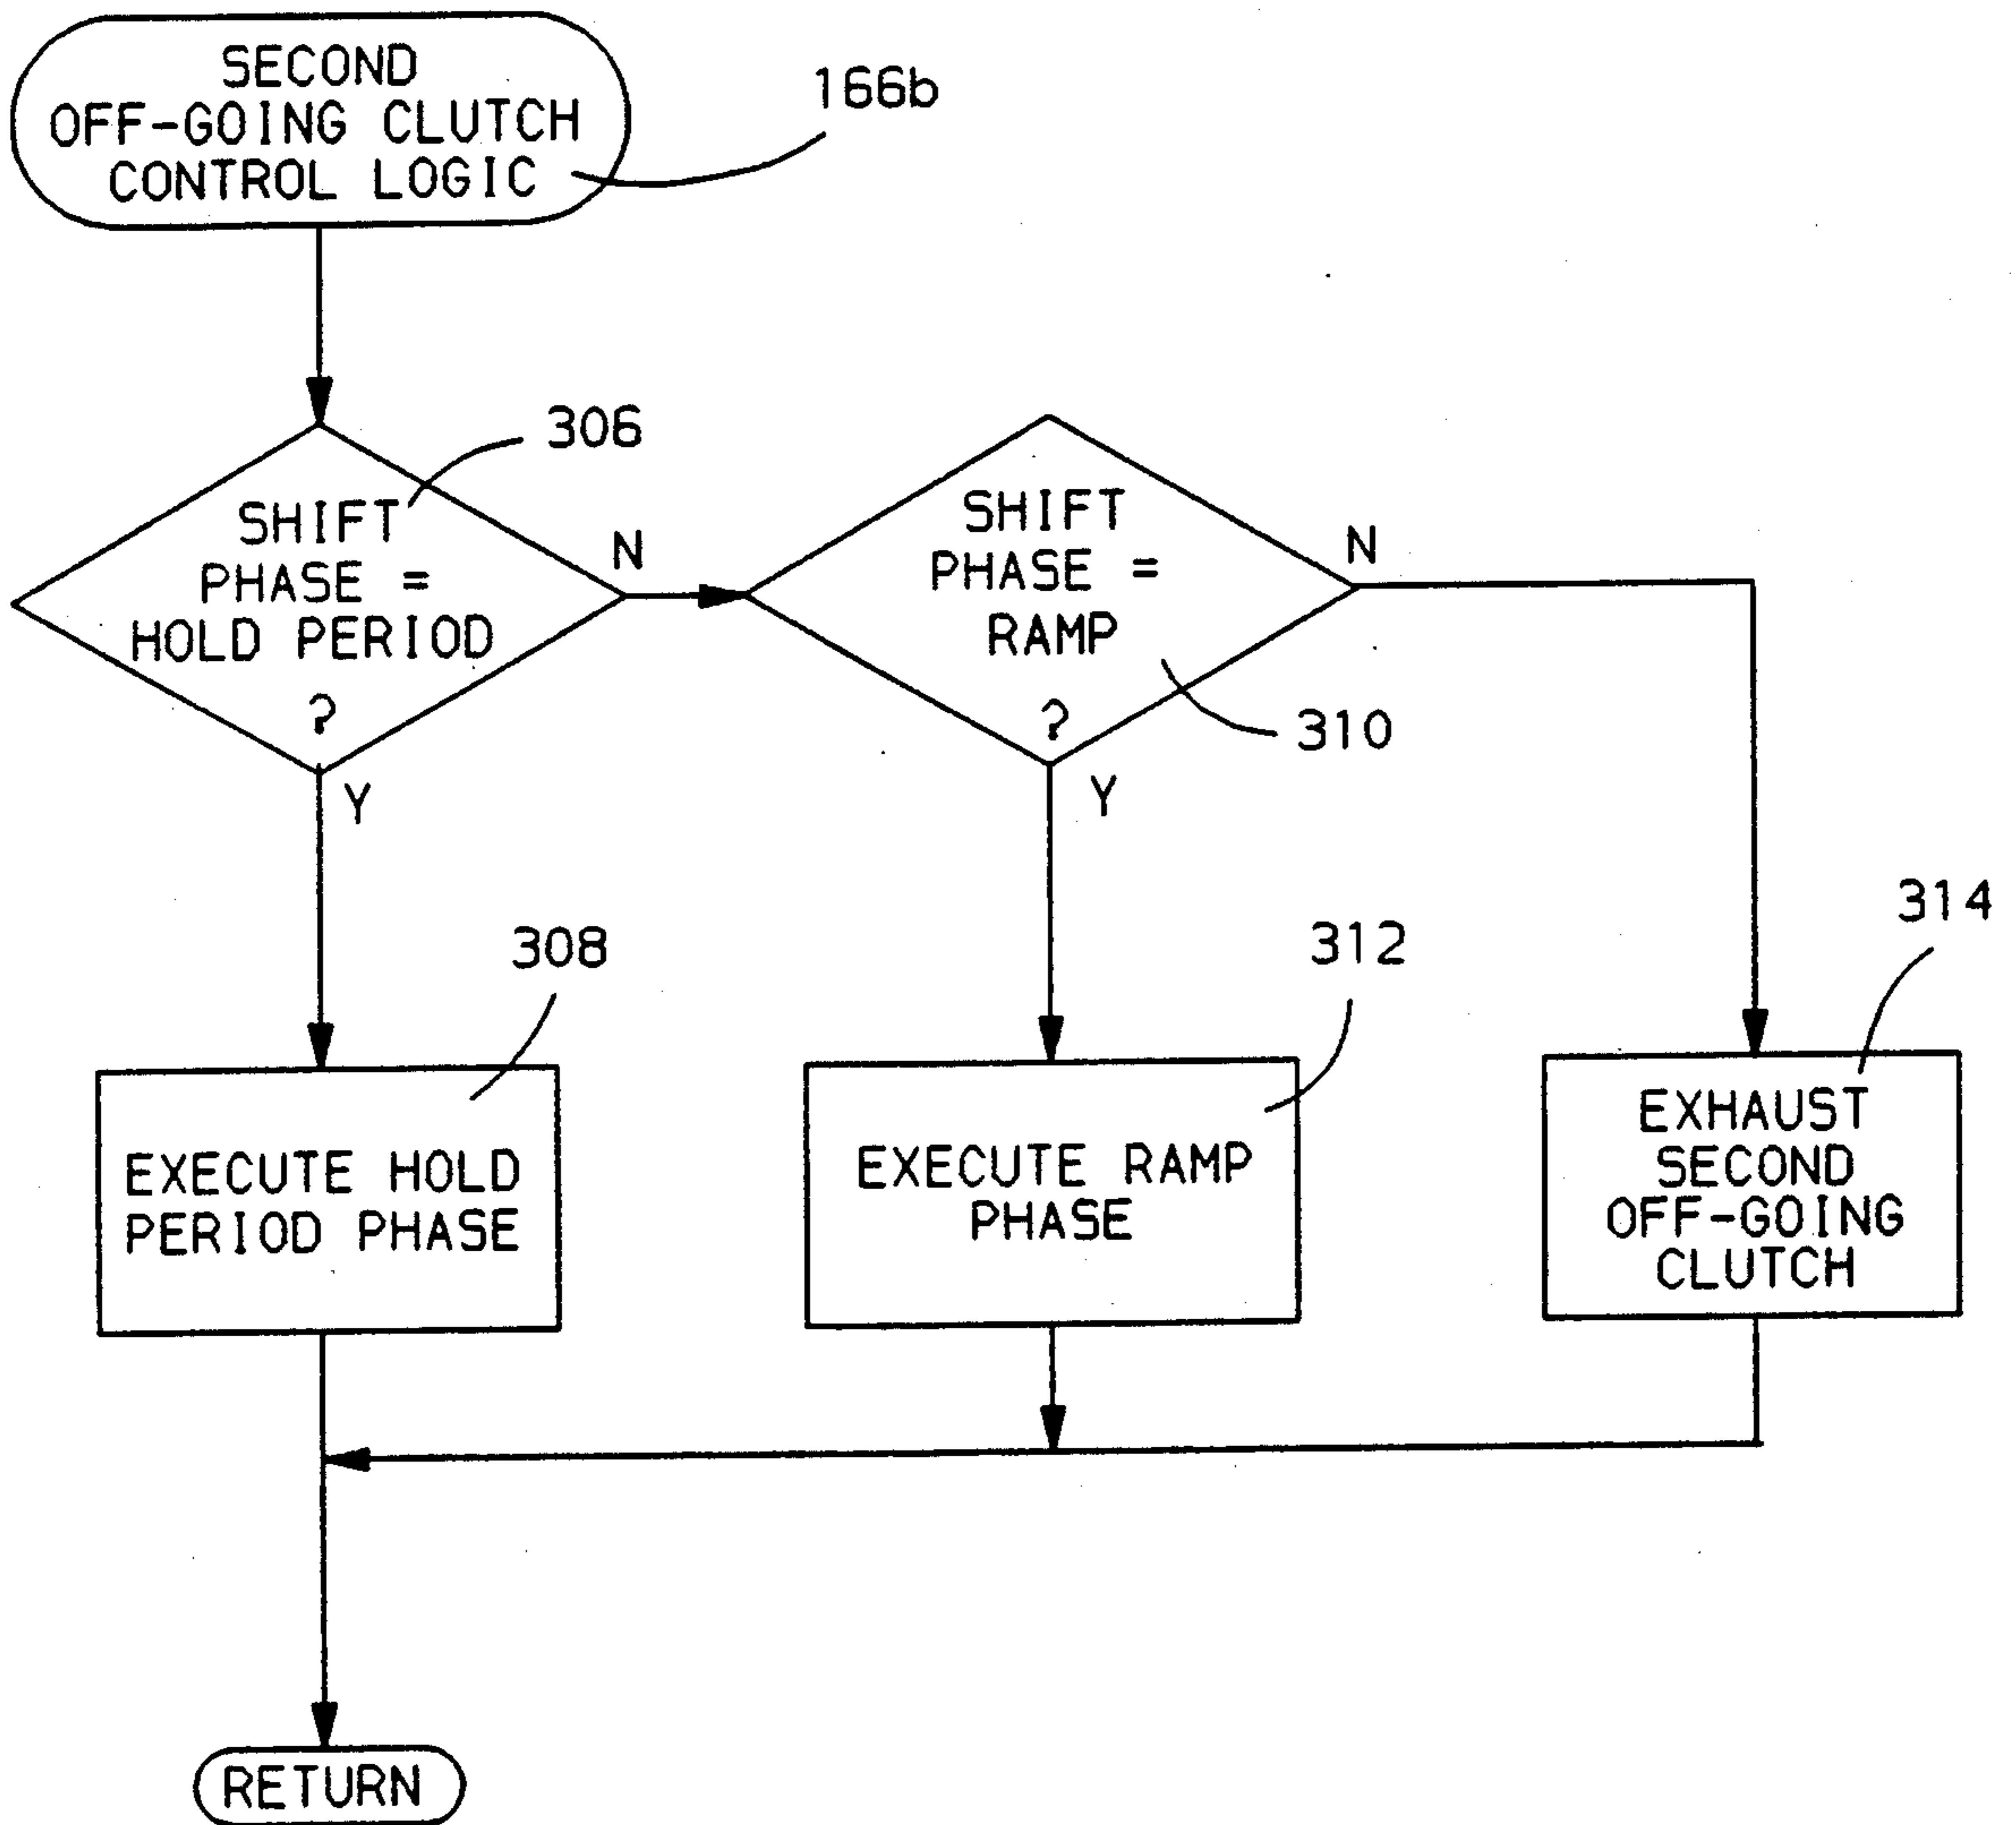 SECOND
OFF-GOING CLUTCH
CONTROL LOGIC
166b
306
SHIFT
PHASE =
HOLD PERIOD
?
N
Y
SHIFT
PHASE =
RAMP
?
N
310
Y
308
EXECUTE HOLD
PERIOD PHASE
312
EXECUTE RAMP
PHASE
314
EXHAUST
SECOND
OFF-GOING
CLUTCH
RETURN